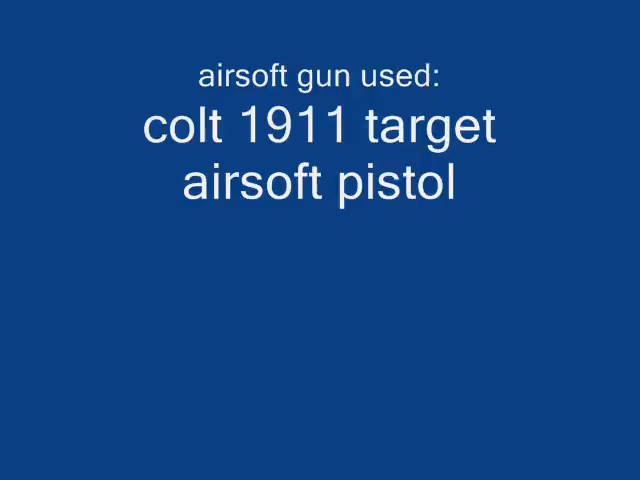 airsoft gun used:
colt 1911 target
airsoft pistol